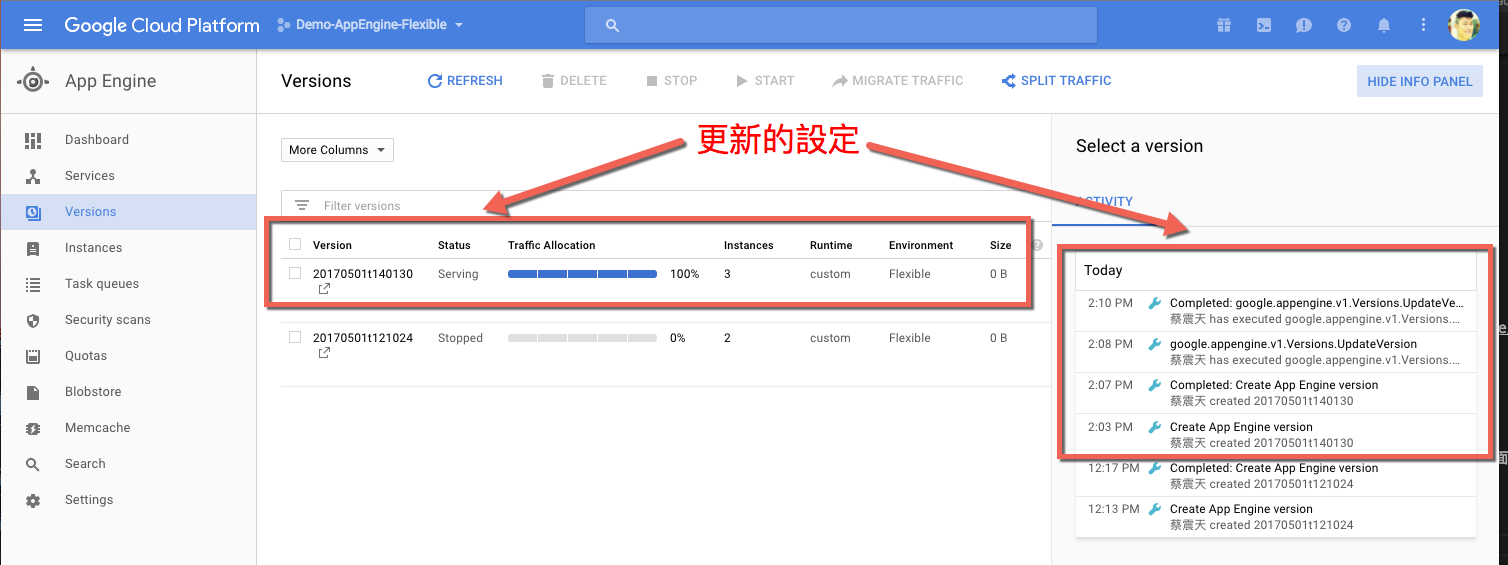 Google Cloud Platform
Demo-AppEngine-Flexible
App Engine
Versions
REFRESH
DELETE
STOP
START
MIGRATE TRAFFIC
SPLIT TRAFFIC
HIDE INFO PANEL
Dashboard
Services
Versions
Instances
Task queues
Security scans
Quotas
Blobstore
Memcache
Search
Settings
More Columns
更新的設定
Filter versions
Version Status Traffic Allocation Instances Runtime Environment Size
20170501t140130 Serving 100% 3 custom Flexible 0 B
20170501t121024 Stopped 0% 2 custom Flexible 0 B
Select a version
ACTIVITY
Today
2:10 PM Completed: google.appengine.v1.Versions.UpdateVe...
蔡震天 has executed google.appengine.v1.Versions....
2:08 PM google.appengine.v1.Versions.UpdateVersion
蔡震天 has executed google.appengine.v1.Versions....
2:07 PM Completed: Create App Engine version
蔡震天 created 20170501t140130
2:03 PM Create App Engine version
蔡震天 created 20170501t140130
12:17 PM Completed: Create App Engine version
蔡震天 created 20170501t121024
12:13 PM Create App Engine version
蔡震天 created 20170501t121024